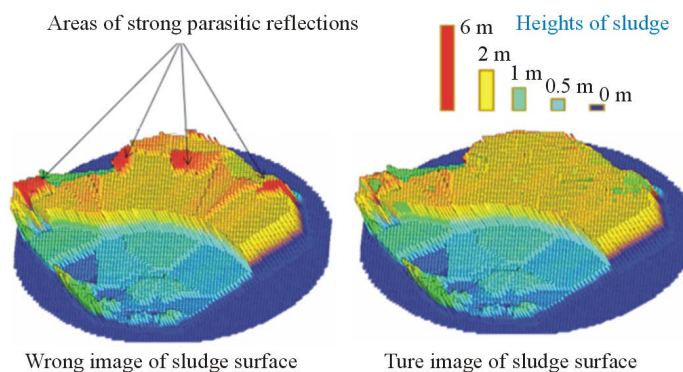 Areas of strong parasitic reflections
6 m
Heights of sludge
2 m
1 m
0.5 m
0 m
Wrong image of sludge surface
Ture image of sludge surface